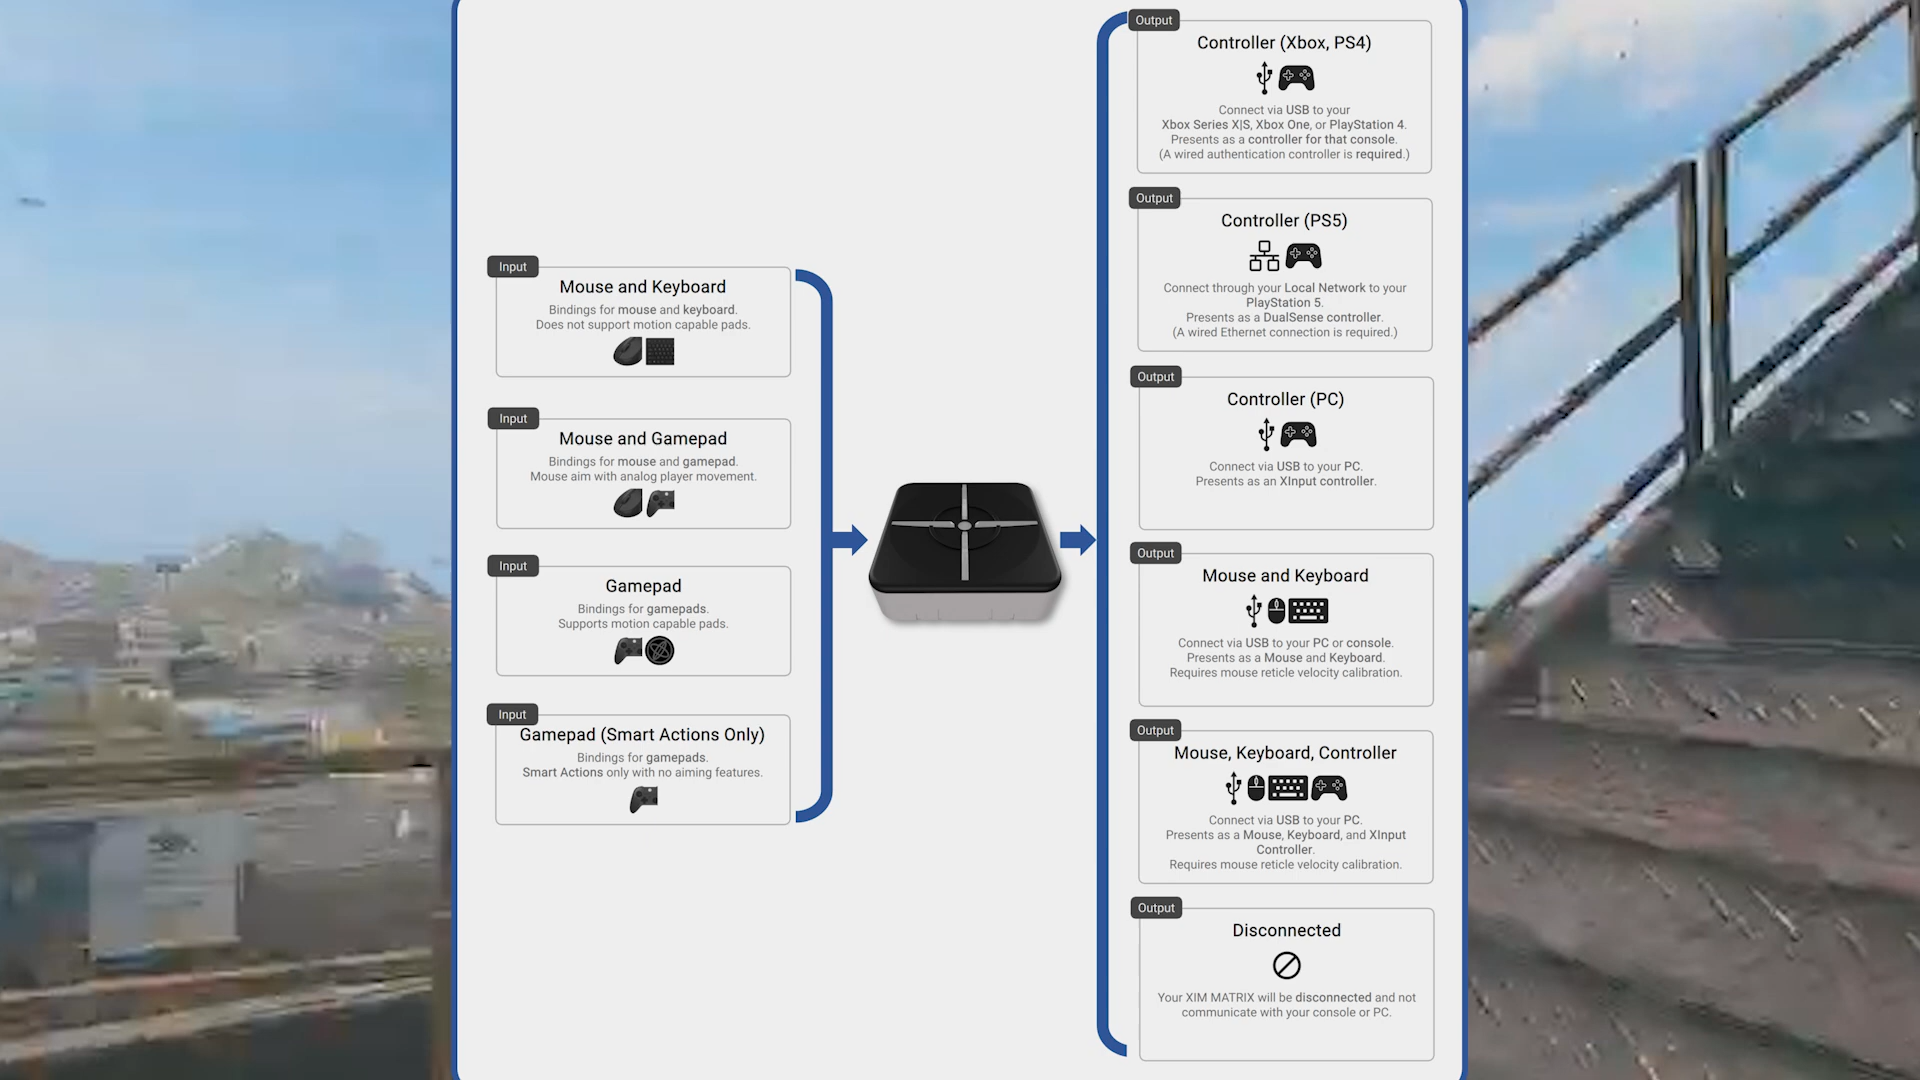 Input
Mouse and Keyboard
Bindings for mouse and keyboard.
Does not support motion capable pads.
Input
Mouse and Gamepad
Bindings for mouse and gamepad.
Mouse aim with analog player movement.
Input
Gamepad
Bindings for gamepads.
Supports motion capable pads.
Input
Gamepad (Smart Actions Only)
Bindings for gamepads.
Smart Actions only with no aiming features.
Output
Controller (Xbox, PS4)
Connect via USB to your
Xbox Series X|S, Xbox One, or PlayStation 4.
Presents as a controller for that console.
(A wired authentication controller is required.)
Output
Controller (PS5)
Connect through your Local Network to your
PlayStation 5.
Presents as a DualSense controller.
(A wired Ethernet connection is required.)
Output
Controller (PC)
Connect via USB to your PC.
Presents as an XInput controller.
Output
Mouse and Keyboard
Connect via USB to your PC or console.
Presents as a Mouse and Keyboard.
Requires mouse reticle velocity calibration.
Output
Mouse, Keyboard, Controller
Connect via USB to your PC.
Presents as a Mouse, Keyboard, and XInput
Controller.
Requires mouse reticle velocity calibration.
Output
Disconnected
Your XIM MATRIX will be disconnected and not
communicate with your console or PC.